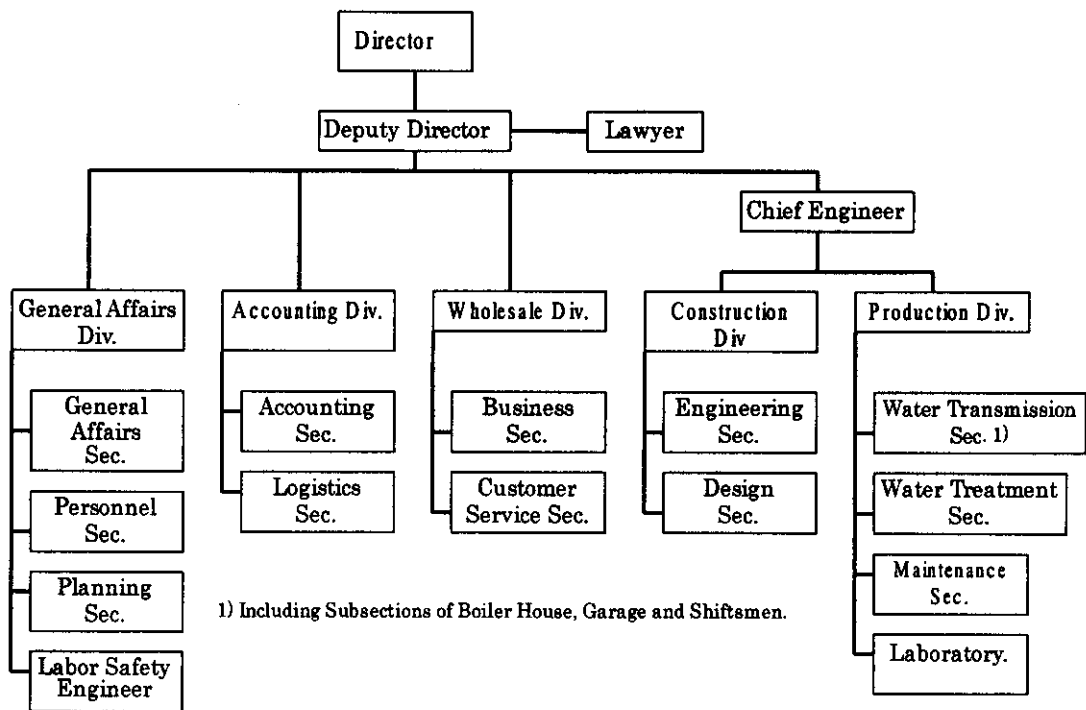 Director
Deputy Director
Lawyer
Chief Engineer
General Affairs
Div.
Accounting Div.
Wholesale Div.
Construction
Div
Production Div.
General
Affairs
Sec.
Personnel
Sec.
Planning
Sec.
Labor Safety
Engineer
Accounting
Sec.
Logistics
Sec.
Business
Sec.
Customer
Service Sec.
Engineering
Sec.
Design
Sec.
Water Transmission
Sec. 1)
Water Treatment
Sec.
Maintenance
Sec.
Laboratory.
1) Including Subsections of Boiler House, Garage and Shiftsmen.